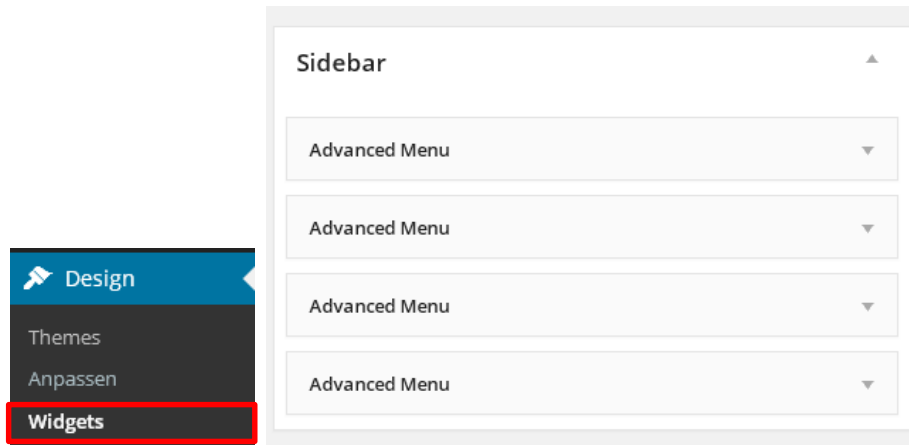 Sidebar
Advanced Menu
Advanced Menu
Advanced Menu
Advanced Menu
Design
Themes
Anpassen
Widgets